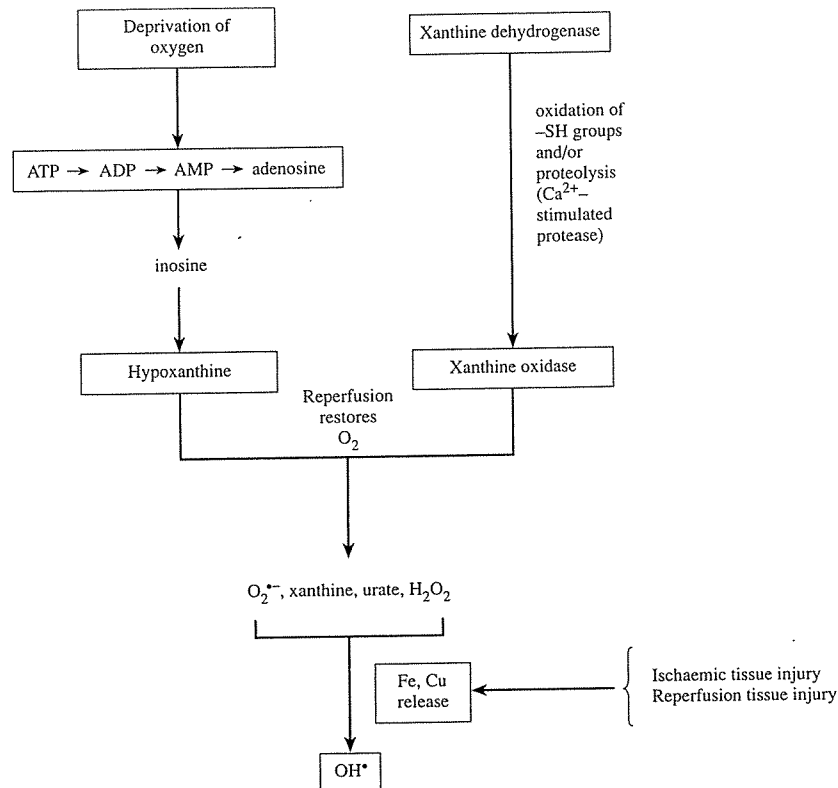 Deprivation of
oxygen
Xanthine dehydrogenase
oxidation of
–SH groups
and/or
proteolysis
(Ca²⁺–
stimulated
protease)
ATP → ADP → AMP → adenosine
inosine
Hypoxanthine
Xanthine oxidase
Reperfusion
restores
O₂
O₂•⁻, xanthine, urate, H₂O₂
Fe, Cu
release
Ischaemic tissue injury
Reperfusion tissue injury
OH•